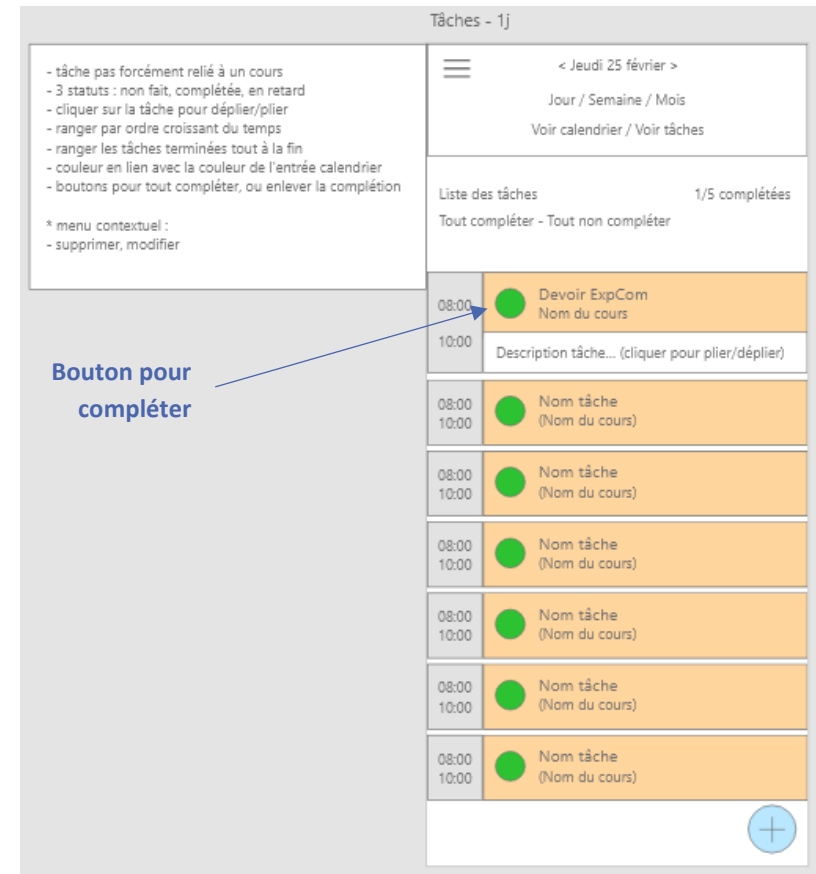 Tâches - 1j
- tâche pas forcément relié à un cours
- 3 statuts : non fait, complétée, en retard
- cliquer sur la tâche pour déplier/plier
- ranger par ordre croissant du temps
- ranger les tâches terminées tout à la fin
- couleur en lien avec la couleur de l'entrée calendrier
- boutons pour tout compléter, ou enlever la complétion
* menu contextuel :
- supprimer, modifier
Bouton pour
compléter
< Jeudi 25 février >
Jour / Semaine / Mois
Voir calendrier / Voir tâches
Liste des tâches 1/5 complétées
Tout compléter - Tout non compléter
08:00
10:00
Devoir ExpCom
Nom du cours
Description tâche... (cliquer pour plier/déplier)
08:00
10:00
Nom tâche
(Nom du cours)
08:00
10:00
Nom tâche
(Nom du cours)
08:00
10:00
Nom tâche
(Nom du cours)
08:00
10:00
Nom tâche
(Nom du cours)
08:00
10:00
Nom tâche
(Nom du cours)
08:00
10:00
Nom tâche
(Nom du cours)